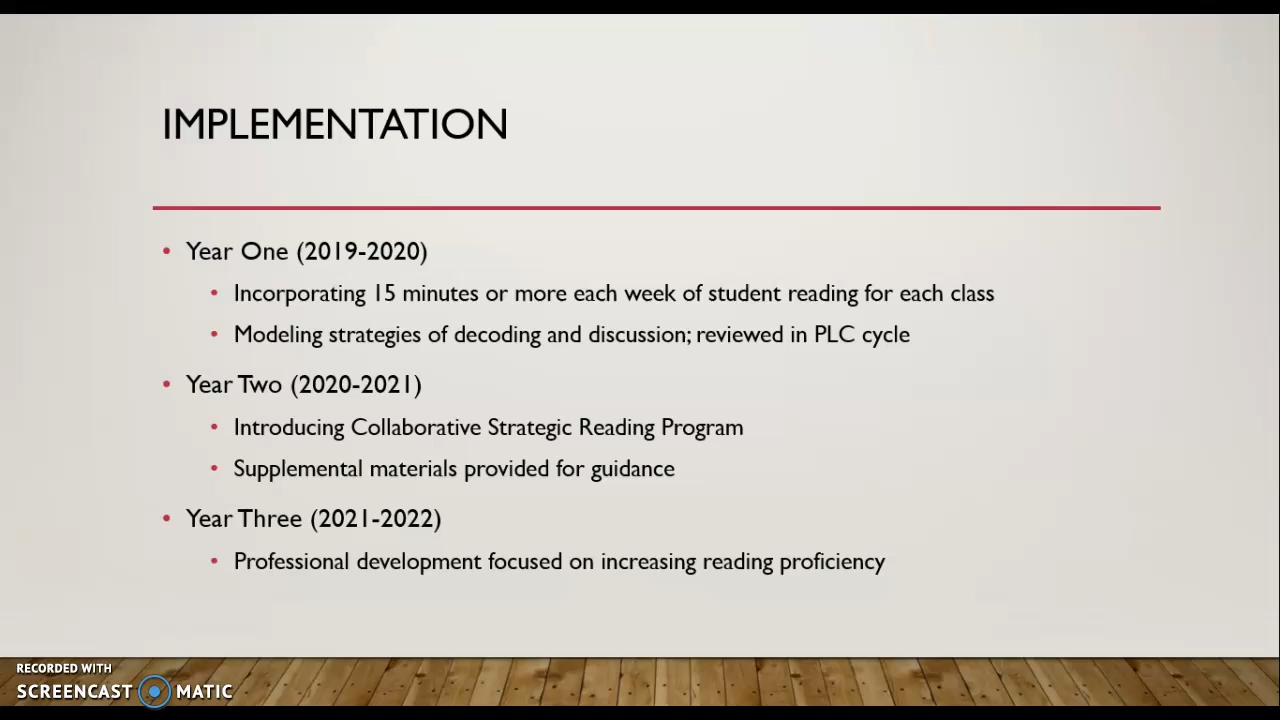 IMPLEMENTATION
• Year One (2019-2020)
• Incorporating 15 minutes or more each week of student reading for each class
• Modeling strategies of decoding and discussion; reviewed in PLC cycle
• Year Two (2020-2021)
• Introducing Collaborative Strategic Reading Program
• Supplemental materials provided for guidance
• Year Three (2021-2022)
• Professional development focused on increasing reading proficiency
RECORDED WITH
SCREENCAST MATIC